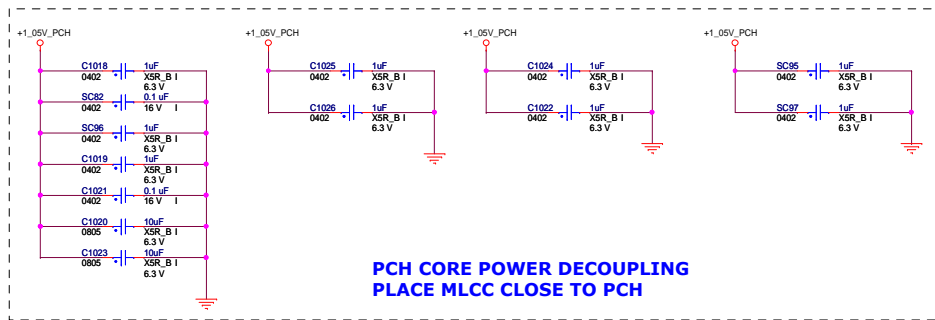 +1_05V_PCH
C1018 1uF
0402 X5R_B I
6.3 V
SC82 0.1 uF
0402 16 V I
SC96 1uF
0402 X5R_B I
6.3 V
C1019 1uF
0402 X5R_B I
6.3 V
C1021 0.1 uF
0402 16 V I
C1020 10uF
0805 X5R_B I
6.3 V
C1023 10uF
0805 X5R_B I
6.3 V
+1_05V_PCH
C1025 1uF
0402 X5R_B I
6.3 V
C1026 1uF
0402 X5R_B I
6.3 V
+1_05V_PCH
C1024 1uF
0402 X5R_B I
6.3 V
C1022 1uF
0402 X5R_B I
6.3 V
+1_05V_PCH
SC95 1uF
0402 X5R_B I
6.3 V
SC97 1uF
0402 X5R_B I
6.3 V
PCH CORE POWER DECOUPLING
PLACE MLCC CLOSE TO PCH